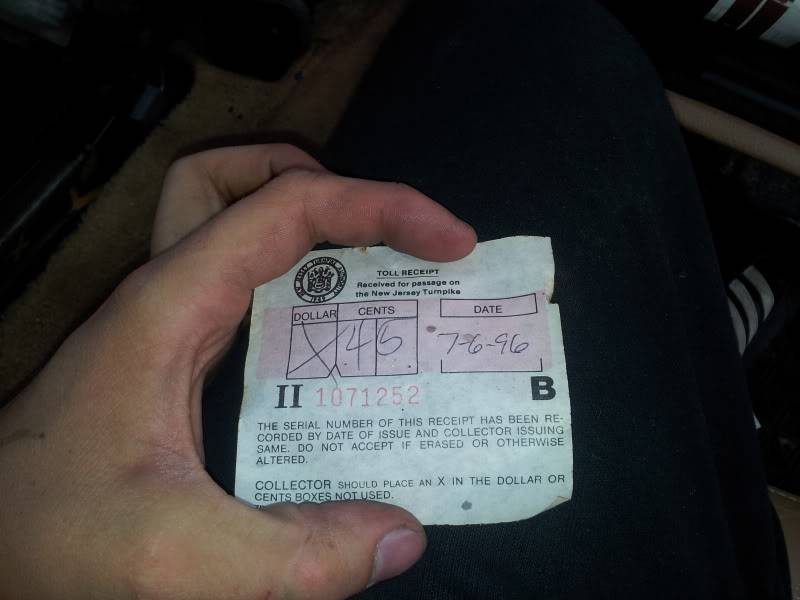 TOLL RECEIPT
Received for passage on
the New Jersey Turnpike
DOLLAR CENTS DATE
X 45 7-6-96
II 1071252 B
THE SERIAL NUMBER OF THIS RECEIPT HAS BEEN RE-
CORDED BY DATE OF ISSUE AND COLLECTOR ISSUING
SAME. DO NOT ACCEPT IF ERASED OR OTHERWISE
ALTERED.
COLLECTOR SHOULD PLACE AN X IN THE DOLLAR OR
CENTS BOXES NOT USED.